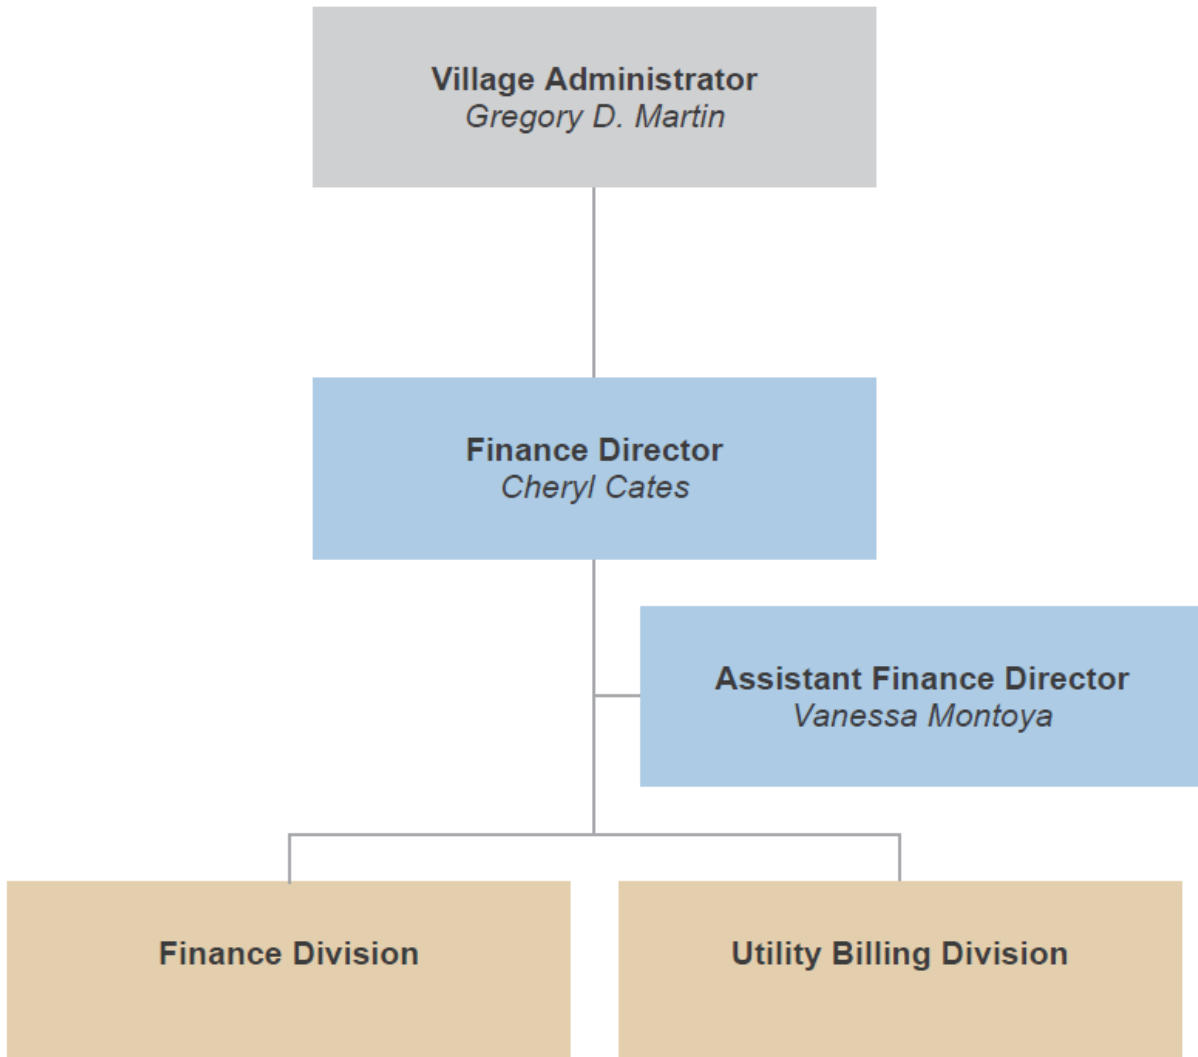 Village Administrator
Gregory D. Martin
Finance Director
Cheryl Cates
Assistant Finance Director
Vanessa Montoya
Finance Division
Utility Billing Division